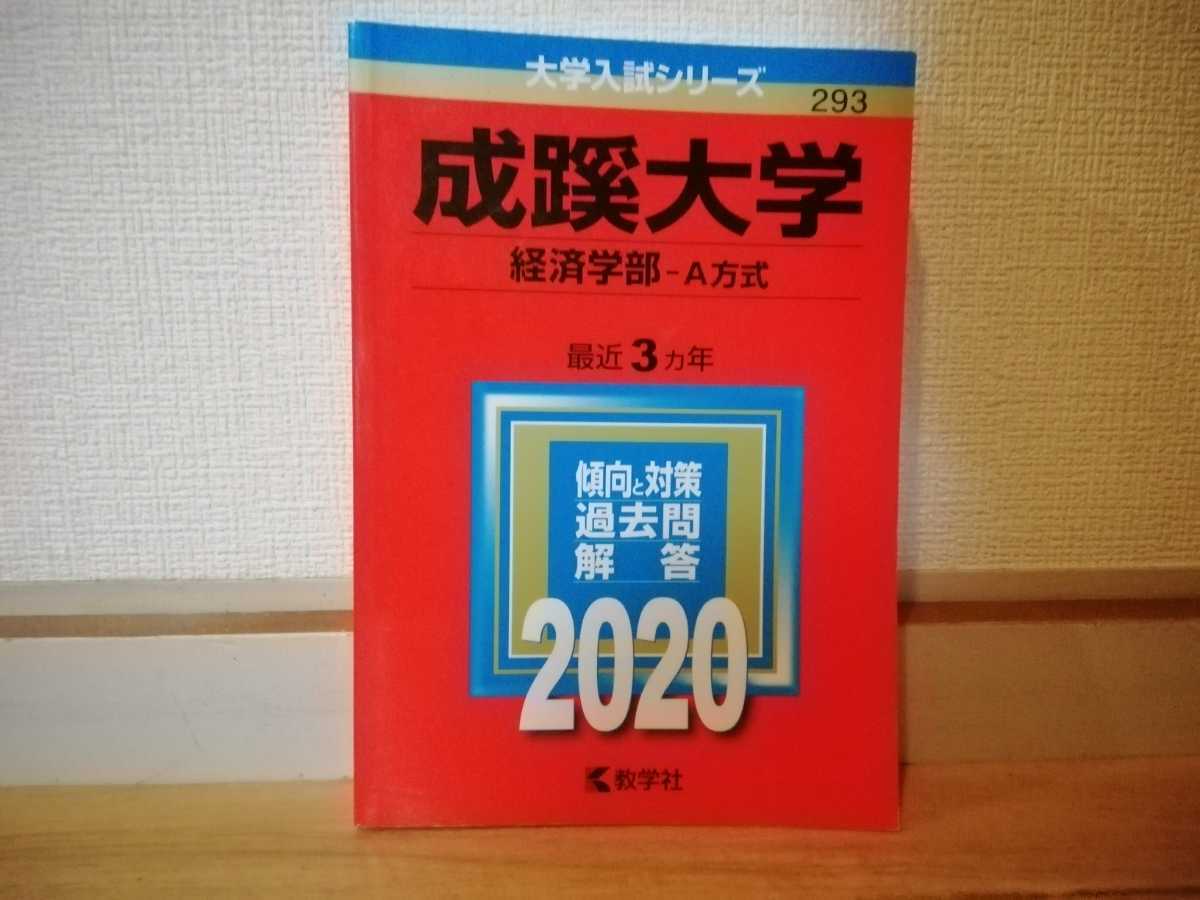 大学入試シリーズ
293
成蹊大学
経済学部-A方式
最近3カ年
傾向と対策
過去問
解答
2020
教学社